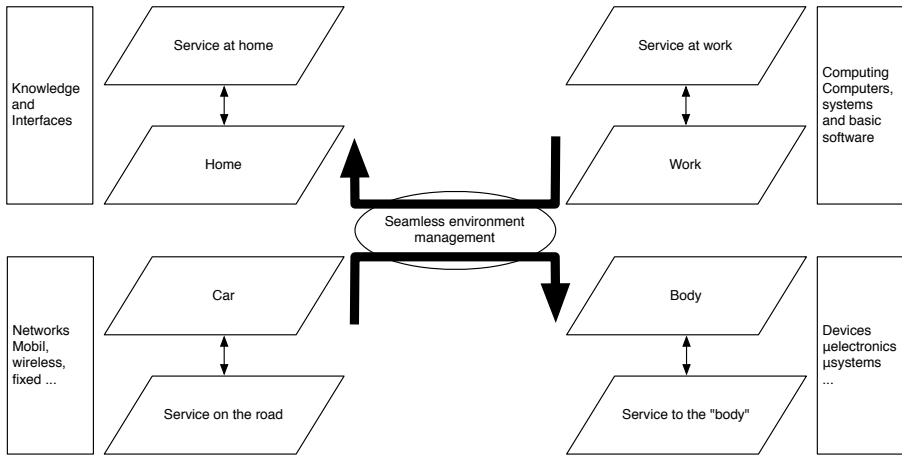 Service at home
Service at work
Knowledge
and
Interfaces
Computing
Computers,
systems
and basic
software
Home
Work
Seamless environment
management
Car
Body
Networks
Mobil,
wireless,
fixed ...
Devices
µelectronics
µsystems
...
Service on the road
Service to the "body"